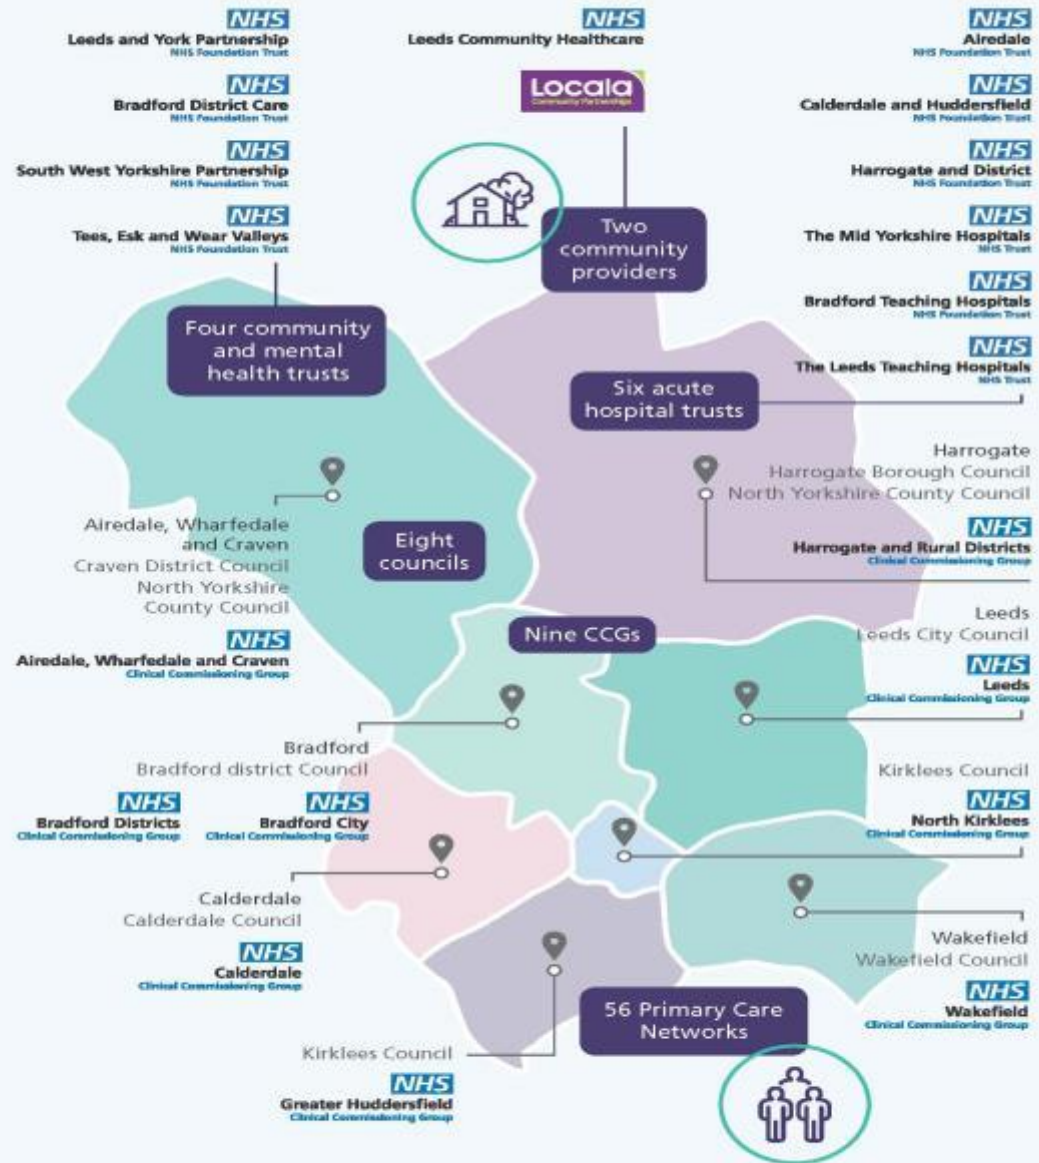 NHS
Leeds and York Partnership
NHS Foundation Trust
NHS
Bradford District Care
NHS Foundation Trust
NHS
South West Yorkshire Partnership
NHS Foundation Trust
NHS
Tees, Esk and Wear Valleys
NHS Foundation Trust
Four community
and mental
health trusts
NHS
Leeds Community Healthcare
Locala
Community Partnerships
Two
community
providers
NHS
Airedale
NHS Foundation Trust
NHS
Calderdale and Huddersfield
NHS Foundation Trust
NHS
Harrogate and District
NHS Foundation Trust
NHS
The Mid Yorkshire Hospitals
NHS Trust
NHS
Bradford Teaching Hospitals
NHS Foundation Trust
NHS
The Leeds Teaching Hospitals
NHS Trust
Six acute
hospital trusts
Harrogate
Harrogate Borough Council
North Yorkshire County Council
NHS
Harrogate and Rural Districts
Clinical Commissioning Group
Airedale, Wharfedale
and Craven
Craven District Council
North Yorkshire
County Council
NHS
Airedale, Wharfedale and Craven
Clinical Commissioning Group
Eight
councils
Nine CCGs
Leeds
Leeds City Council
NHS
Leeds
Clinical Commissioning Group
Bradford
Bradford district Council
NHS
Bradford Districts
Clinical Commissioning Group
NHS
Bradford City
Clinical Commissioning Group
Kirklees Council
NHS
North Kirklees
Clinical Commissioning Group
Calderdale
Calderdale Council
NHS
Calderdale
Clinical Commissioning Group
Wakefield
Wakefield Council
NHS
Wakefield
Clinical Commissioning Group
56 Primary Care
Networks
Kirklees Council
NHS
Greater Huddersfield
Clinical Commissioning Group